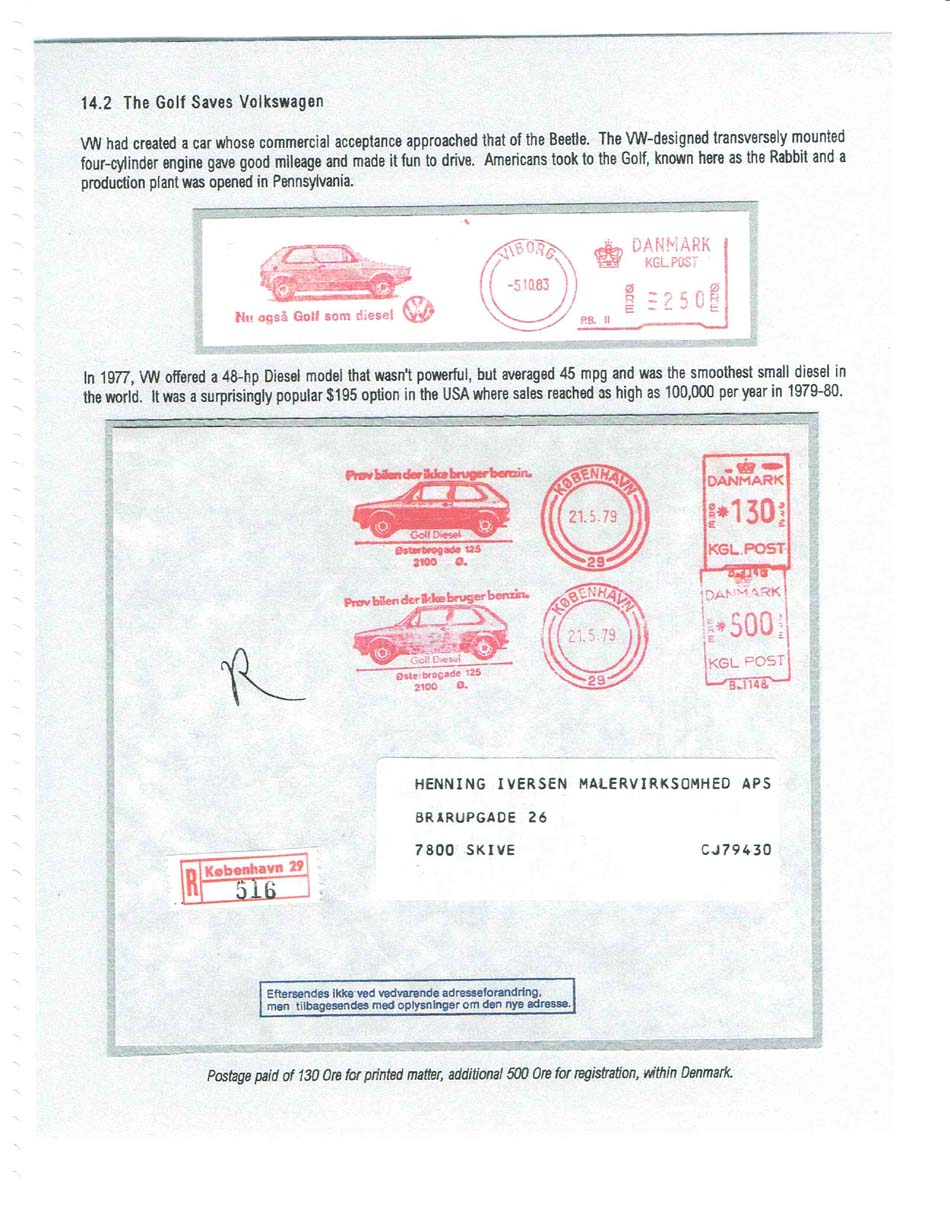 14.2 The Golf Saves Volkswagen
VW had created a car whose commercial acceptance approached that of the Beetle. The VW-designed transversely mounted
four-cylinder engine gave good mileage and made it fun to drive. Americans took to the Golf, known here as the Rabbit and a
production plant was opened in Pennsylvania.
Nu også Golf som diesel VW
VIBORG
-5.10.83
DANMARK
KGL.POST
ØRE =250 ØRE
P.B. 11
In 1977, VW offered a 48-hp Diesel model that wasn't powerful, but averaged 45 mpg and was the smoothest small diesel in
the world. It was a surprisingly popular $195 option in the USA where sales reached as high as 100,000 per year in 1979-80.
Prøv bilen der ikke bruger benzin.
Golf Diesel
Østerbrogade 125
2100 Ø.
KØBENHAVN
21.5.79
29
DANMARK
ØRE *130
KGL.POST
Prøv bilen der ikke bruger benzin.
Golf Diesel
Østerbrogade 125
2100 Ø.
KØBENHAVN
21.5.79
29
DANMARK
*500
KGL POST
R
HENNING IVERSEN MALERVIRKSOMHED APS
BRÅRUPGADE 26
7800 SKIVE CJ79430
R København 29
516
Eftersendes ikke ved vedvarende adresseforandring,
men tilbagesendes med oplysninger om den nye adresse.
Postage paid of 130 Ore for printed matter, additional 500 Ore for registration, within Denmark.